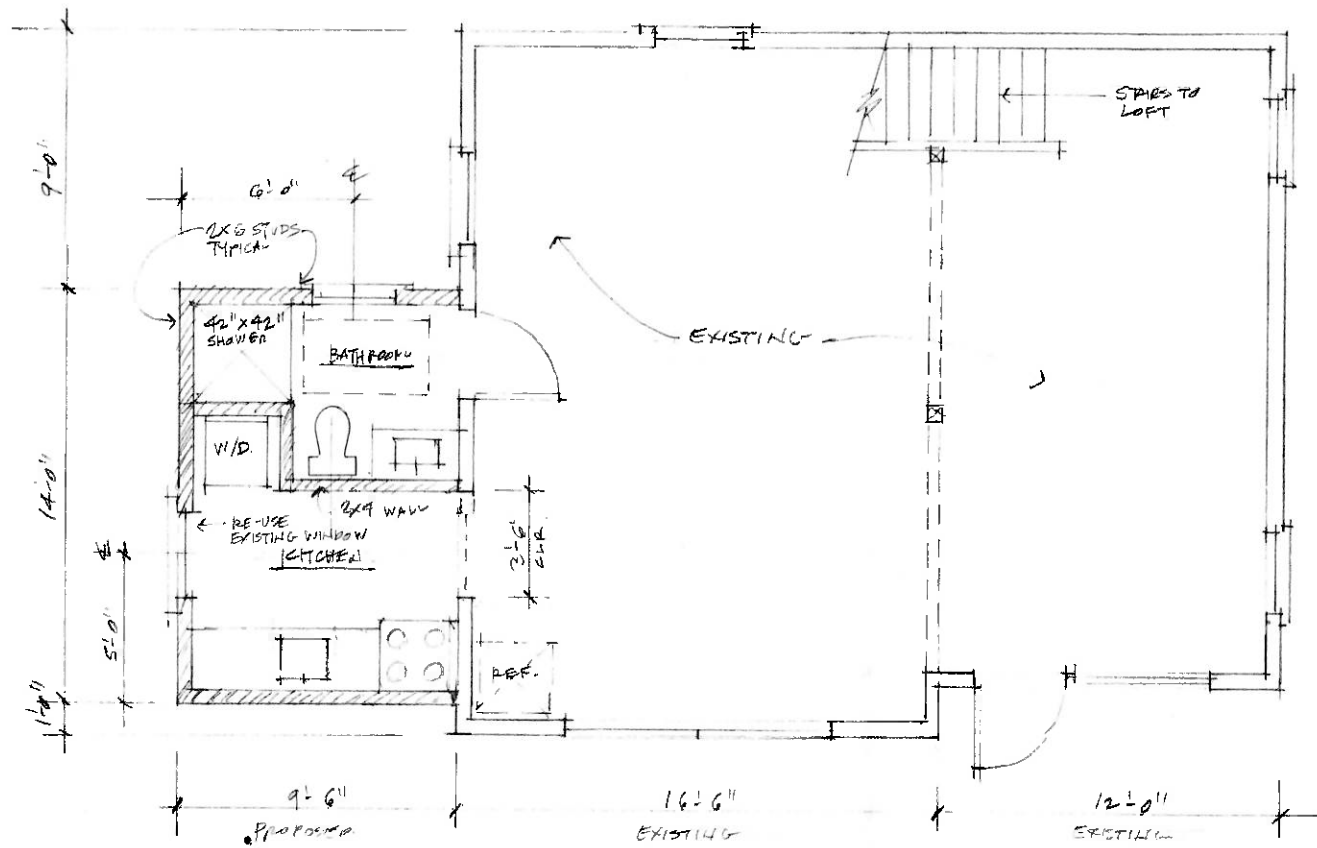 STAIRS TO
LOFT
9'-0"
6'-0"
2X6 STUDS
TYPICAL
42"X42"
SHOWER
BATHROOM
EXISTING
W/D.
14'-0"
2X4 WALL
RE-USE
EXISTING WINDOW
KITCHEN
3'-6"
CLR.
5'-0"
REF.
1'-0"
9'-6"
PROPOSED
16'-6"
EXISTING
12'-0"
EXISTING